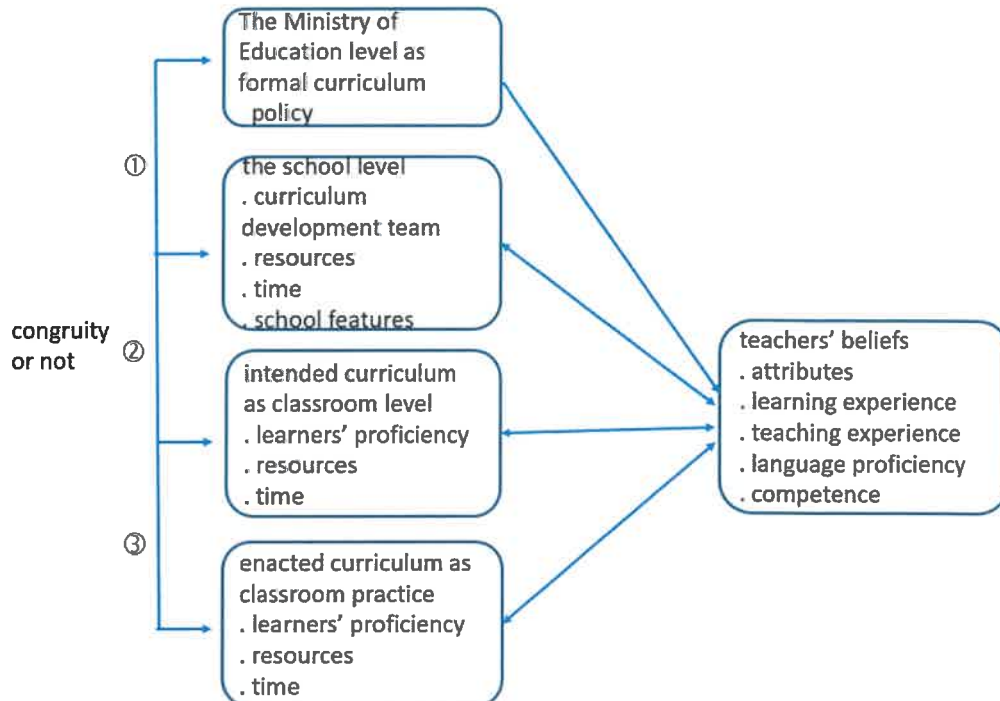 The Ministry of
Education level as
formal curriculum
policy
①
the school level
. curriculum
development team
. resources
. time
. school features
congruity
or not
②
intended curriculum
as classroom level
. learners' proficiency
. resources
. time
③
enacted curriculum as
classroom practice
. learners' proficiency
. resources
. time
teachers' beliefs
. attributes
. learning experience
. teaching experience
. language proficiency
. competence